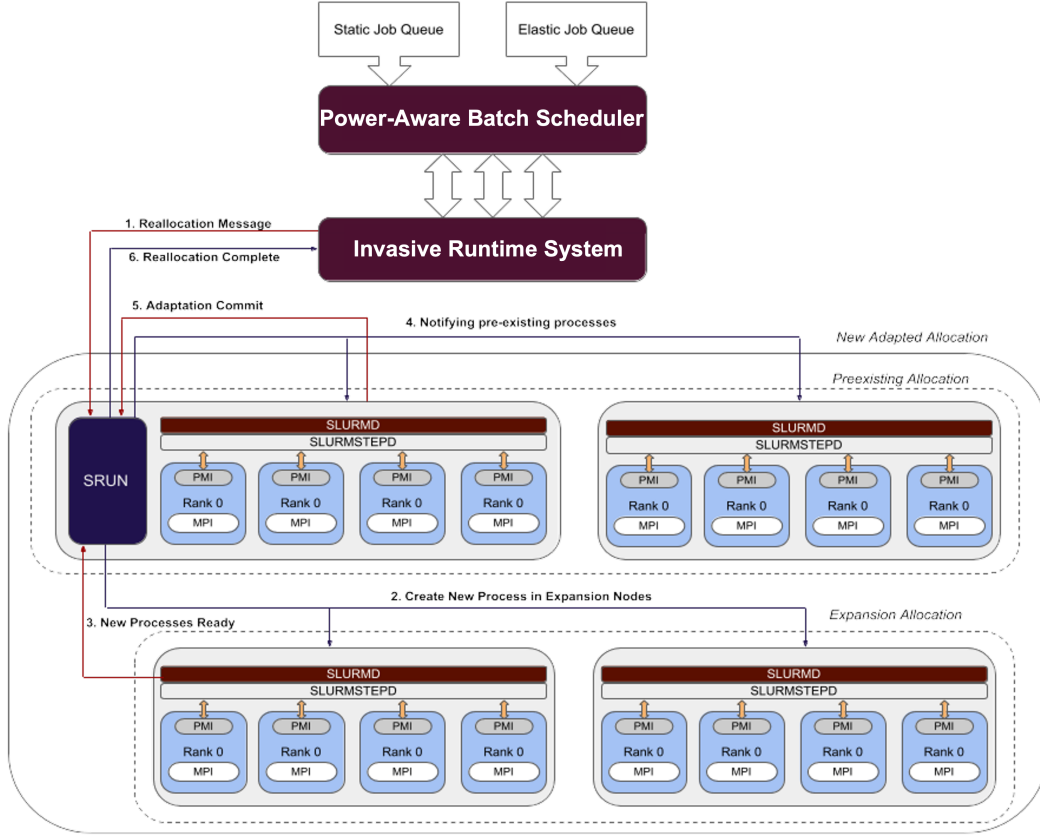 Static Job Queue
Elastic Job Queue
Power-Aware Batch Scheduler
Invasive Runtime System
1. Reallocation Message
6. Reallocation Complete
5. Adaptation Commit
4. Notifying pre-existing processes
New Adapted Allocation
Preexisting Allocation
SRUN
SLURMD
SLURMSTEPD
PMI
PMI
PMI
PMI
Rank 0
Rank 0
Rank 0
Rank 0
MPI
MPI
MPI
MPI
SLURMD
SLURMSTEPD
PMI
PMI
PMI
PMI
Rank 0
Rank 0
Rank 0
Rank 0
MPI
MPI
MPI
MPI
2. Create New Process in Expansion Nodes
3. New Processes Ready
Expansion Allocation
SLURMD
SLURMSTEPD
PMI
PMI
PMI
PMI
Rank 0
Rank 0
Rank 0
Rank 0
MPI
MPI
MPI
MPI
SLURMD
SLURMSTEPD
PMI
PMI
PMI
PMI
Rank 0
Rank 0
Rank 0
Rank 0
MPI
MPI
MPI
MPI